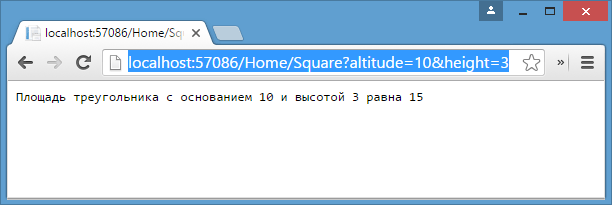 localhost:57086/Home/Squ
localhost:57086/Home/Square?altitude=10&height=3
Площадь треугольника с основанием 10 и высотой 3 равна 15